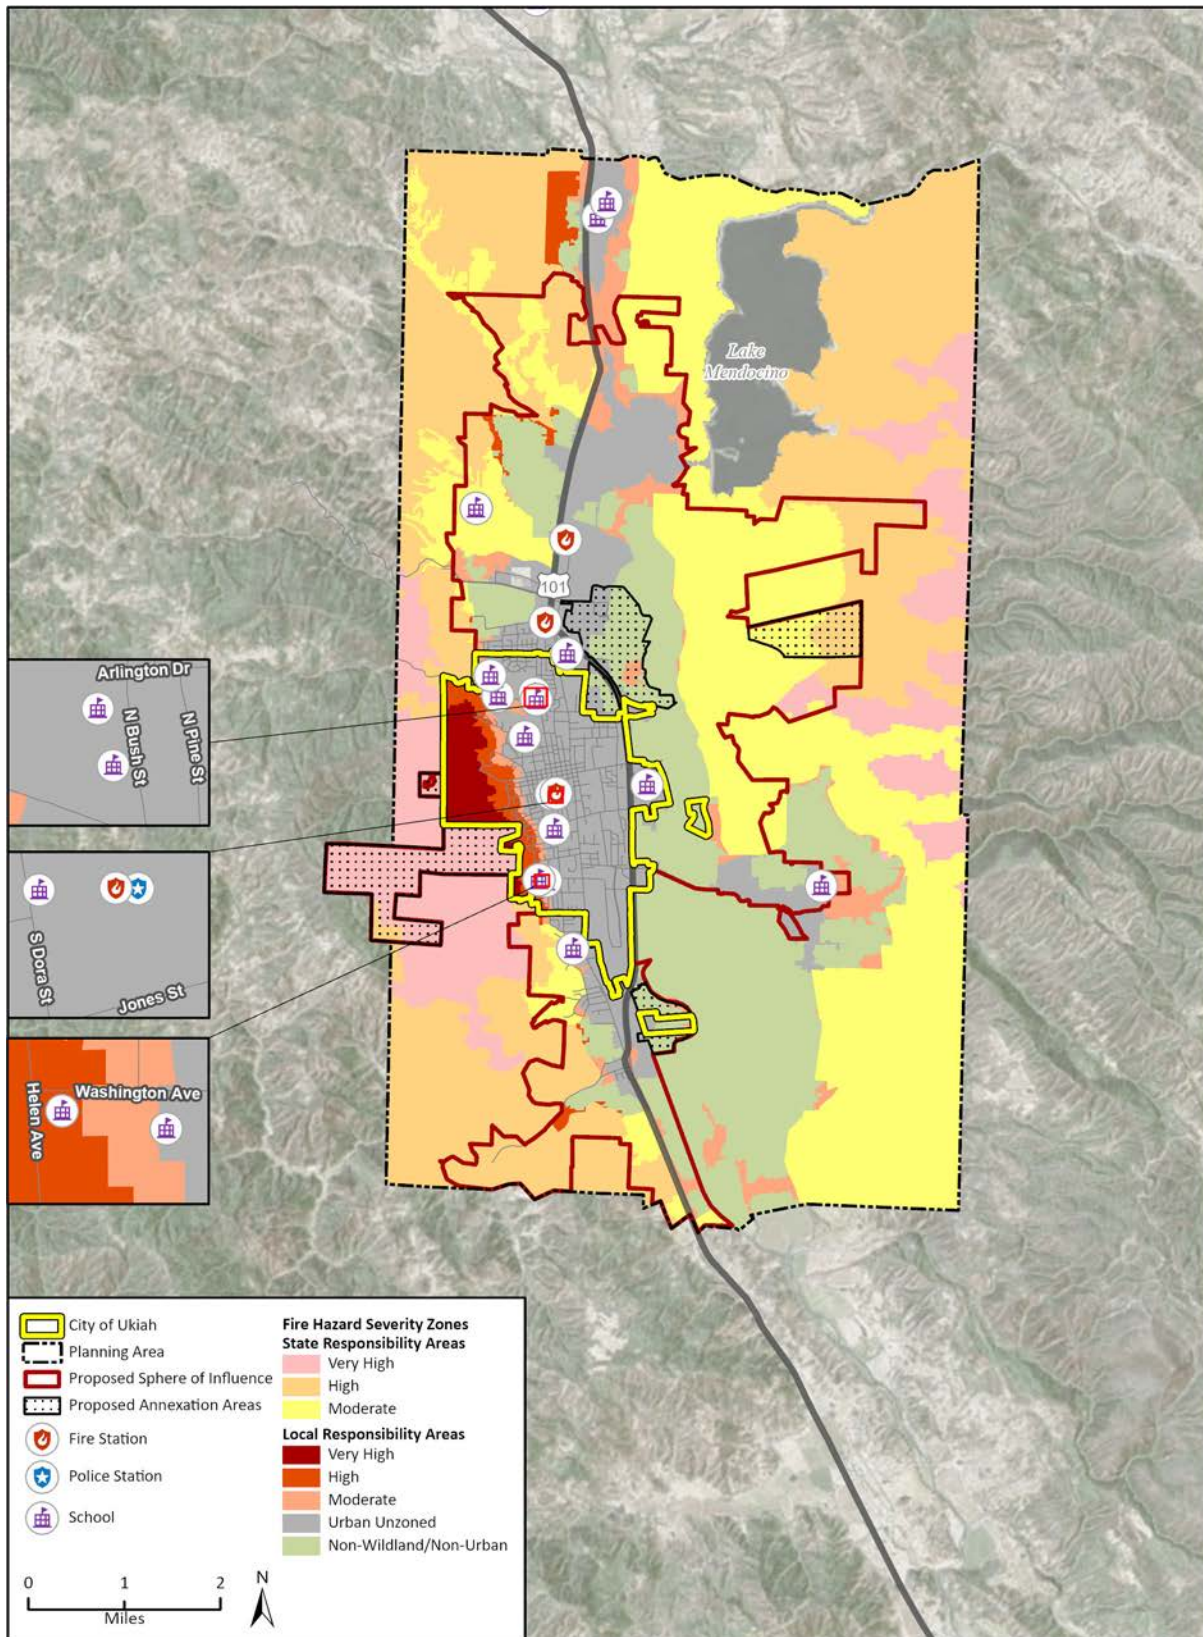 Lake
Mendocino
101
Arlington Dr
N Bush St
N Pine St
S Dora St
Jones St
Helen Ave
Washington Ave
City of Ukiah
Planning Area
Proposed Sphere of Influence
Proposed Annexation Areas
Fire Station
Police Station
School
0 1 2
Miles
N
Fire Hazard Severity Zones
State Responsibility Areas
Very High
High
Moderate
Local Responsibility Areas
Very High
High
Moderate
Urban Unzoned
Non-Wildland/Non-Urban